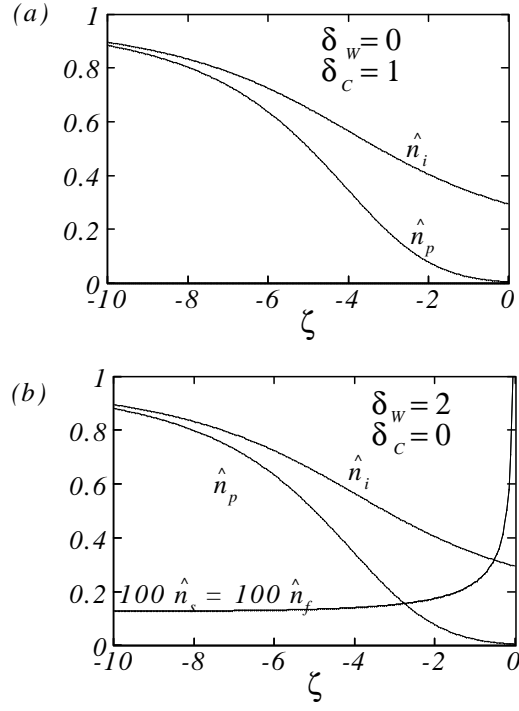 (a)
1
0.8
0.6
0.4
0.2
0
δ_W = 0
δ_C = 1
n̂_i
n̂_p
-10 -8 -6 -4 -2 0
ζ
(b)
1
0.8
0.6
0.4
0.2
0
δ_W = 2
δ_C = 0
n̂_i
n̂_p
100 n̂_s = 100 n̂_f
-10 -8 -6 -4 -2 0
ζ